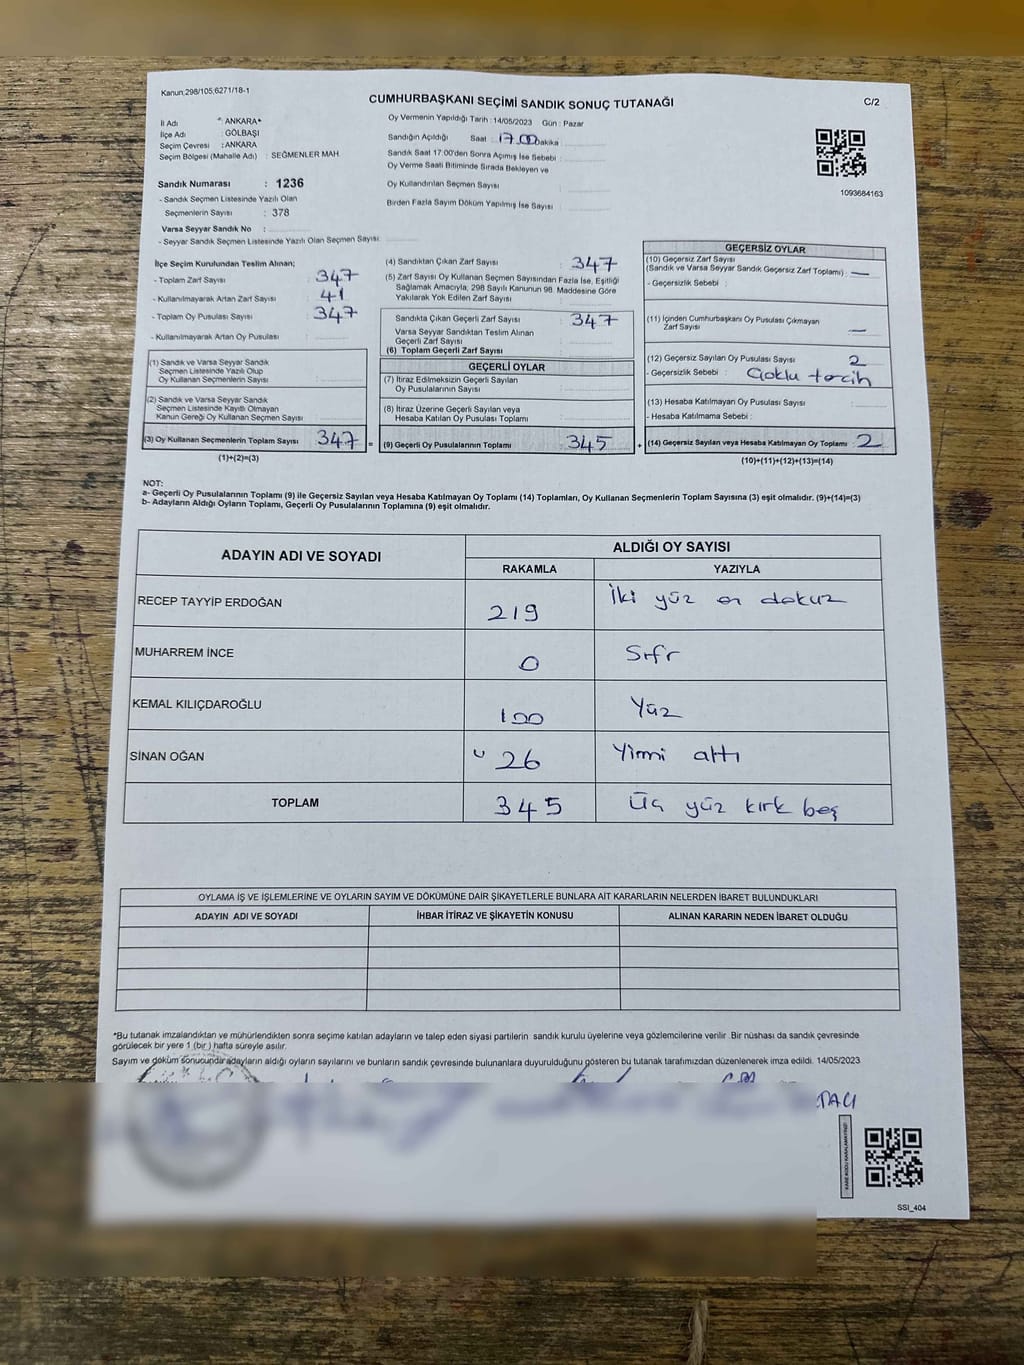 Kanun;298/105,6271/18-1
CUMHURBAŞKANI SEÇİMİ SANDIK SONUÇ TUTANAĞI
C/2
İl Adı : ANKARA*
İlçe Adı : GÖLBAŞI
Seçim Çevresi : ANKARA
Seçim Bölgesi (Mahalle Adı) : SEĞMENLER MAH
Sandık Numarası : 1236
- Sandık Seçmen Listesinde Yazılı Olan
Seçmenlerin Sayısı : 378
Varsa Seyyar Sandık No :
- Seyyar Sandık Seçmen Listesinde Yazılı Olan Seçmen Sayısı:
Oy Vermenin Yapıldığı Tarih : 14/05/2023 Gün : Pazar
Sandığın Açıldığı Saat : 17.00 Dakika :
Sandık Saat 17:00'den Sonra Açımış İse Sebebi :
Oy Verme Saati Bitiminde Sırada Bekleyen ve
Oy Kullandırılan Seçmen Sayısı :
Birden Fazla Sayım Döküm Yapılmış İse Sayısı :
1093684163
İlçe Seçim Kurulundan Teslim Alınan;
- Toplam Zarf Sayısı : 347
- Kullanılmayarak Artan Zarf Sayısı : 41
- Toplam Oy Pusulası Sayısı : 347
- Kullanılmayarak Artan Oy Pusulası :
(1) Sandık ve Varsa Seyyar Sandık
Seçmen Listesinde Yazılı Olup
Oy Kullanan Seçmenlerin Sayısı :
(2) Sandık ve Varsa Seyyar Sandık
Seçmen Listesinde Kayıtlı Olmayan
Kanun Gereği Oy Kullanan Seçmen Sayısı :
(3) Oy Kullanan Seçmenlerin Toplam Sayısı : 347 =
(1)+(2)=(3)
(4) Sandıktan Çıkan Zarf Sayısı : 347
(5) Zarf Sayısı Oy Kullanan Seçmen Sayısından Fazla İse, Eşitliği
Sağlamak Amacıyla, 298 Sayılı Kanunun 98. Maddesine Göre
Yakılarak Yok Edilen Zarf Sayısı :
Sandıkta Çıkan Geçerli Zarf Sayısı : 347
Varsa Seyyar Sandıktan Teslim Alınan
Geçerli Zarf Sayısı :
(6) Toplam Geçerli Zarf Sayısı :
GEÇERLİ OYLAR
(7) İtiraz Edilmeksizin Geçerli Sayılan
Oy Pusulalarının Sayısı :
(8) İtiraz Üzerine Geçerli Sayılan veya
Hesaba Katılan Oy Pusulaları Toplamı :
(9) Geçerli Oy Pusulalarının Toplamı : 345 +
GEÇERSİZ OYLAR
(10) Geçersiz Zarf Sayısı
(Sandık ve Varsa Seyyar Sandık Geçersiz Zarf Toplamı) : —
- Geçersizlik Sebebi :
(11) İçinden Cumhurbaşkanı Oy Pusulası Çıkmayan
Zarf Sayısı : —
(12) Geçersiz Sayılan Oy Pusulası Sayısı : 2
- Geçersizlik Sebebi : Çoklu tercih
(13) Hesaba Katılmayan Oy Pusulası Sayısı :
- Hesaba Katılmama Sebebi :
(14) Geçersiz Sayılan veya Hesaba Katılmayan Oy Toplamı : 2
(10)+(11)+(12)+(13)=(14)
NOT:
a- Geçerli Oy Pusulalarının Toplamı (9) ile Geçersiz Sayılan veya Hesaba Katılmayan Oy Toplamı (14) Toplamları, Oy Kullanan Seçmenlerin Toplam Sayısına (3) eşit olmalıdır. (9)+(14)=(3)
b- Adayların Aldığı Oyların Toplamı, Geçerli Oy Pusulalarının Toplamına (9) eşit olmalıdır.
ADAYIN ADI VE SOYADI
ALDIĞI OY SAYISI
RAKAMLA YAZIYLA
RECEP TAYYİP ERDOĞAN 219 İki yüz on dokuz
MUHARREM İNCE 0 Sıfır
KEMAL KILIÇDAROĞLU 100 Yüz
SİNAN OĞAN 26 Yirmi altı
TOPLAM 345 Üç yüz kırk beş
OYLAMA İŞ VE İŞLEMLERİNE VE OYLARIN SAYIM VE DÖKÜMÜNE DAİR ŞİKAYETLERLE BUNLARA AİT KARARLARIN NELERDEN İBARET BULUNDUKLARI
ADAYIN ADI VE SOYADI İHBAR İTİRAZ VE ŞİKAYETİN KONUSU ALINAN KARARIN NEDEN İBARET OLDUĞU
*Bu tutanak imzalandıktan ve mühürlendikten sonra seçime katılan adayların ve talep eden siyasi partilerin sandık kurulu üyelerine veya gözlemcilerine verilir. Bir nüshası da sandık çevresinde
görülecek bir yere 1 (bir) hafta süreyle asılır.
Sayım ve döküm sonucunda adayların aldığı oyların sayılarını ve bunların sandık çevresinde bulunanlara duyurulduğunu gösteren bu tutanak tarafımızdan düzenlenerek imza edildi. 14/05/2023
SSI_404